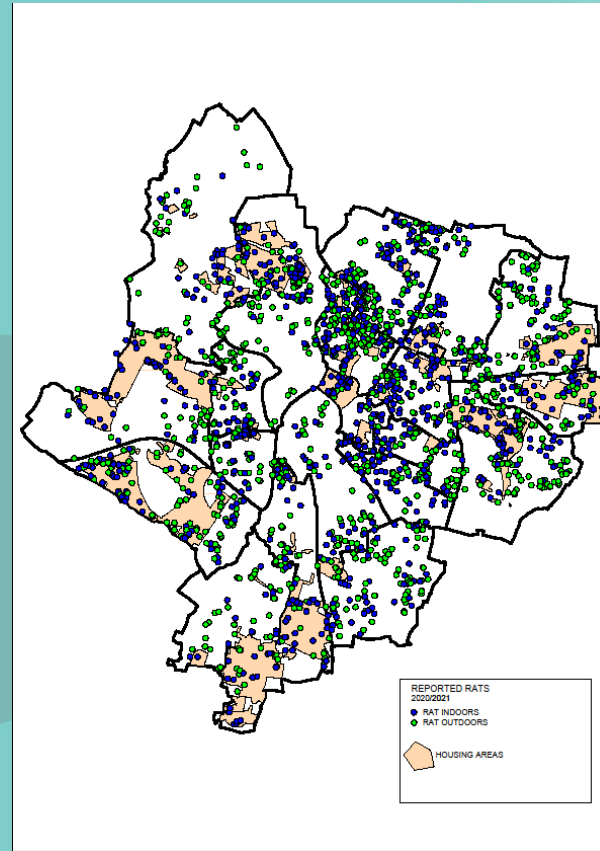 REPORTED RATS
2020/2021
RAT INDOORS
RAT OUTDOORS
HOUSING AREAS